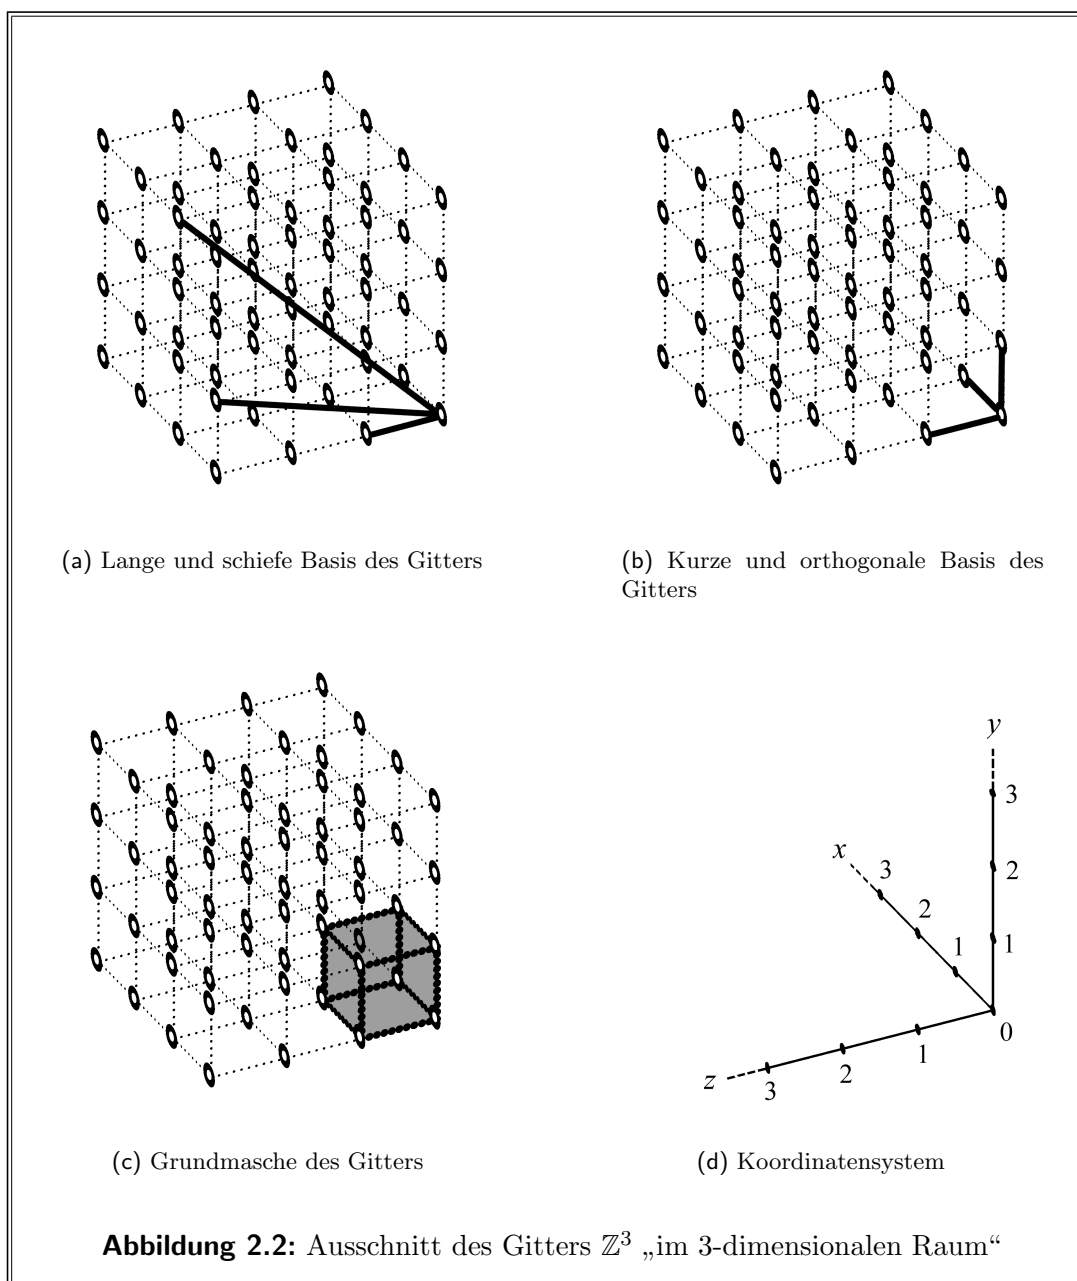 (a) Lange und schiefe Basis des Gitters
(b) Kurze und orthogonale Basis des
Gitters
y
3
x
3
2
2
1
1
0
1
2
3
z
(c) Grundmasche des Gitters
(d) Koordinatensystem
Abbildung 2.2: Ausschnitt des Gitters ℤ³ „im 3-dimensionalen Raum“